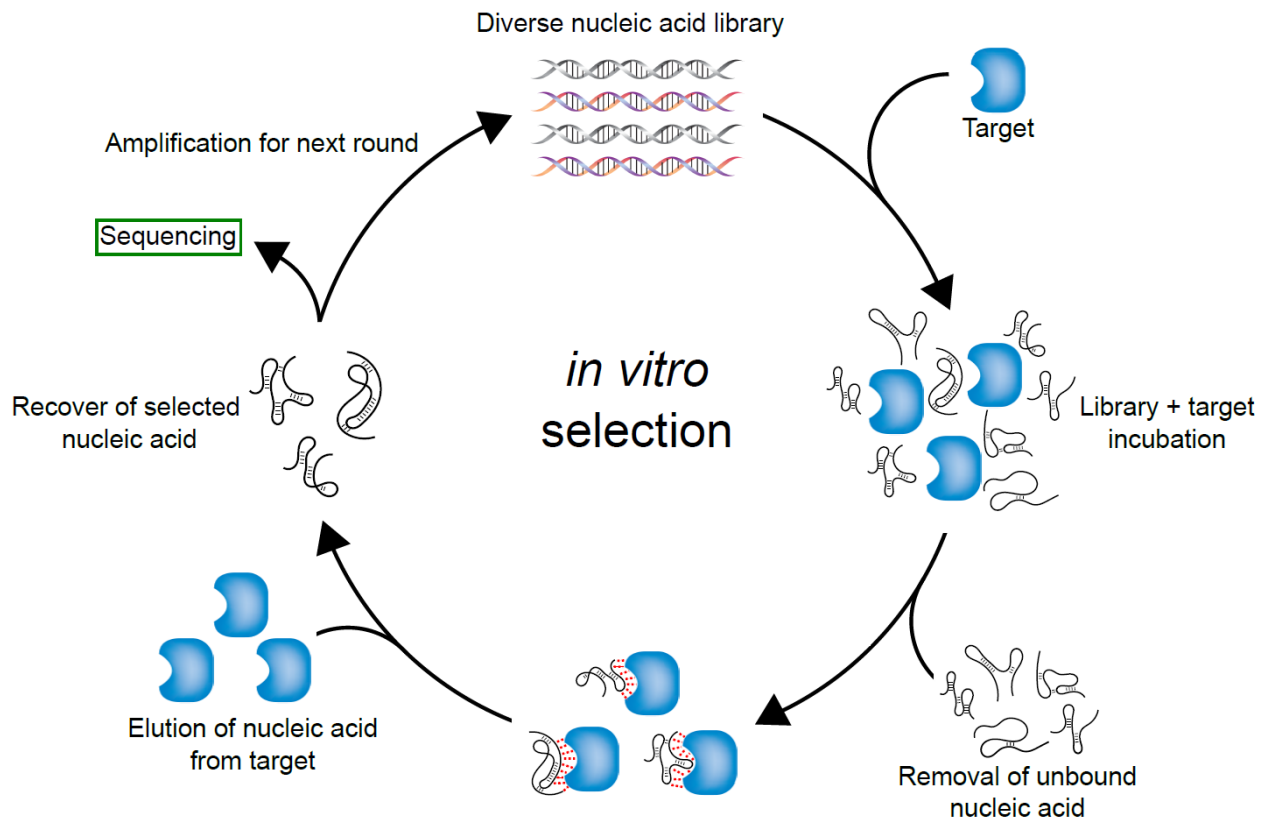 Diverse nucleic acid library
Target
Amplification for next round
Sequencing
in vitro
selection
Recover of selected
nucleic acid
Library + target
incubation
Elution of nucleic acid
from target
Removal of unbound
nucleic acid